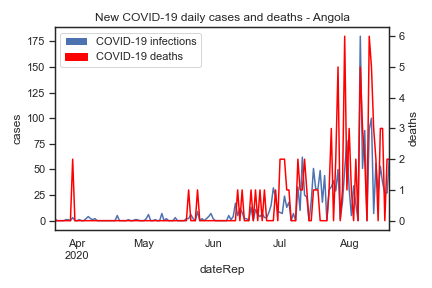 New COVID-19 daily cases and deaths - Angola
COVID-19 infections
COVID-19 deaths
cases
175
150
125
100
75
50
25
0
deaths
6
5
4
3
2
1
0
Apr May Jun Jul Aug
2020
dateRep